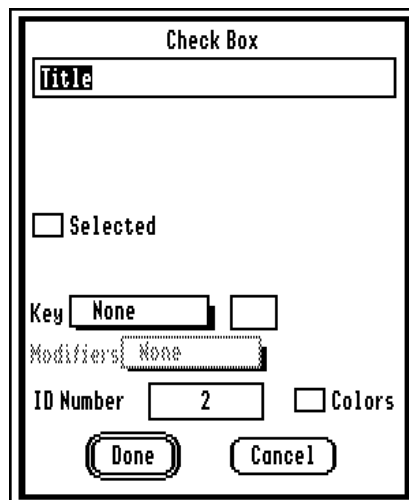 Check Box
Title
Selected
Key None
Modifiers None
ID Number 2 Colors
Done Cancel